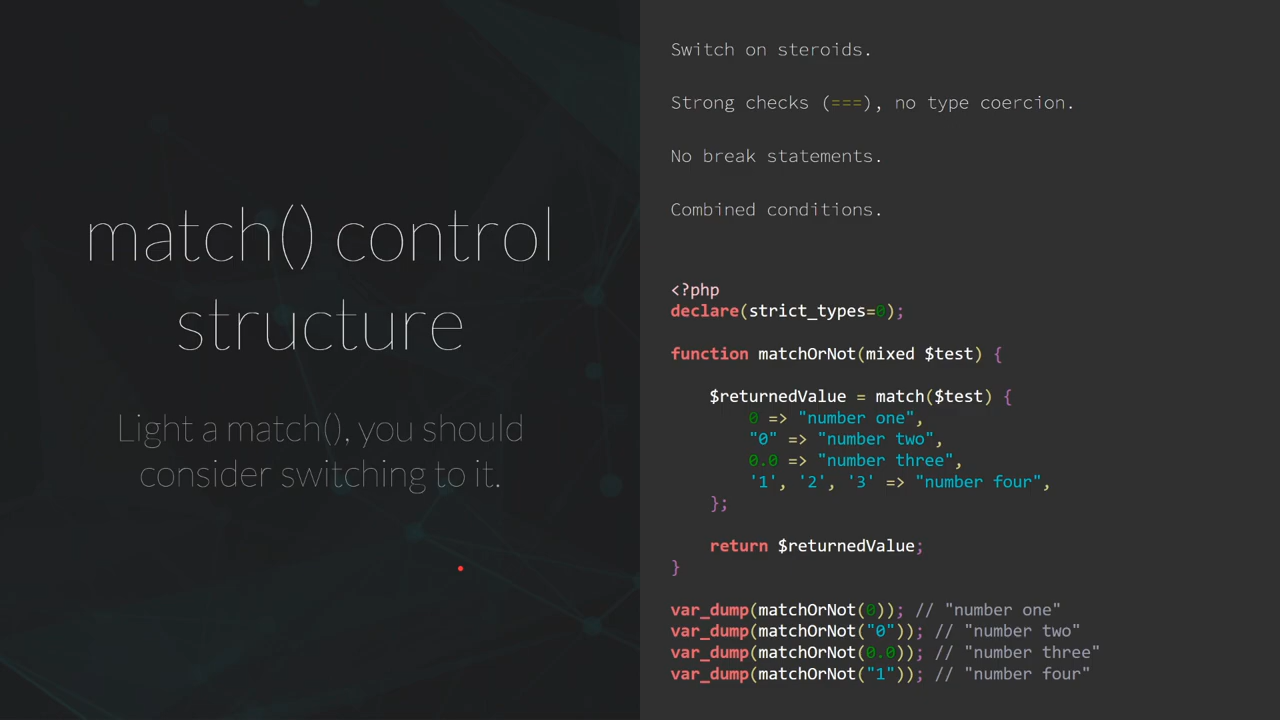 match() control
structure
Light a match(), you should
consider switching to it.
Switch on steroids.
Strong checks (===), no type coercion.
No break statements.
Combined conditions.
<?php
declare(strict_types=0);
function matchOrNot(mixed $test) {
    $returnedValue = match($test) {
        0 => "number one",
        "0" => "number two",
        0.0 => "number three",
        '1', '2', '3' => "number four",
    };
    return $returnedValue;
}
var_dump(matchOrNot(0)); // "number one"
var_dump(matchOrNot("0")); // "number two"
var_dump(matchOrNot(0.0)); // "number three"
var_dump(matchOrNot("1")); // "number four"